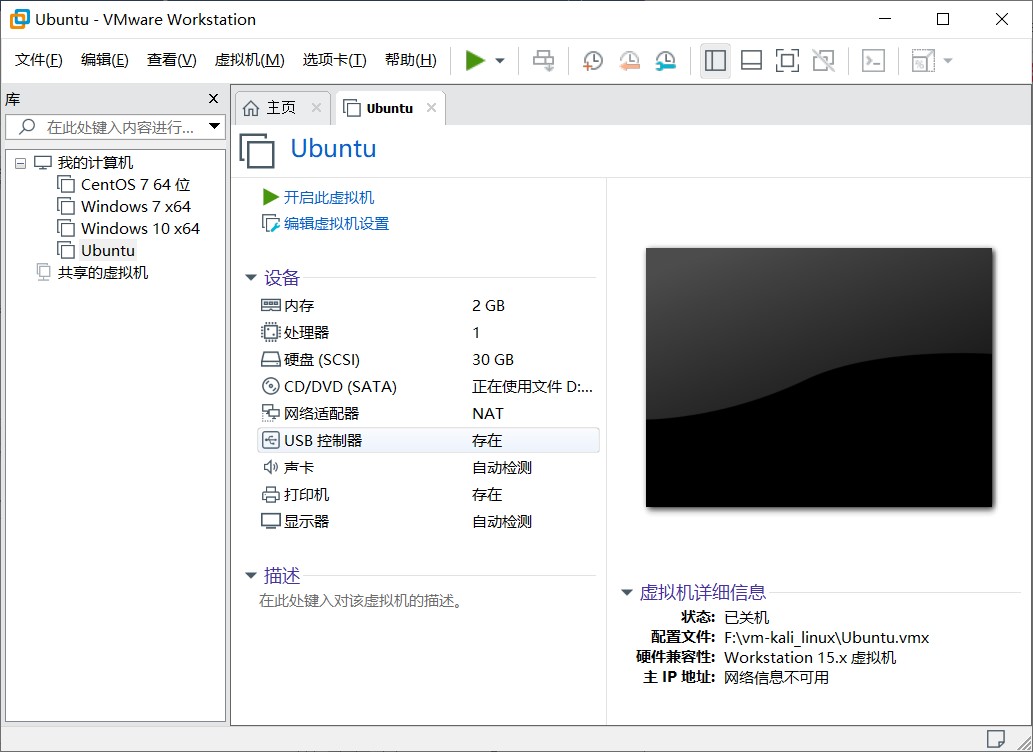 Ubuntu - VMware Workstation
文件(F) 编辑(E) 查看(V) 虚拟机(M) 选项卡(T) 帮助(H)
库
在此处键入内容进行...
我的计算机
CentOS 7 64 位
Windows 7 x64
Windows 10 x64
Ubuntu
共享的虚拟机
主页 Ubuntu
Ubuntu
开启此虚拟机
编辑虚拟机设置
设备
内存 2 GB
处理器 1
硬盘 (SCSI) 30 GB
CD/DVD (SATA) 正在使用文件 D:...
网络适配器 NAT
USB 控制器 存在
声卡 自动检测
打印机 存在
显示器 自动检测
描述
在此处键入对该虚拟机的描述。
虚拟机详细信息
状态: 已关机
配置文件: F:\vm-kali_linux\Ubuntu.vmx
硬件兼容性: Workstation 15.x 虚拟机
主 IP 地址: 网络信息不可用